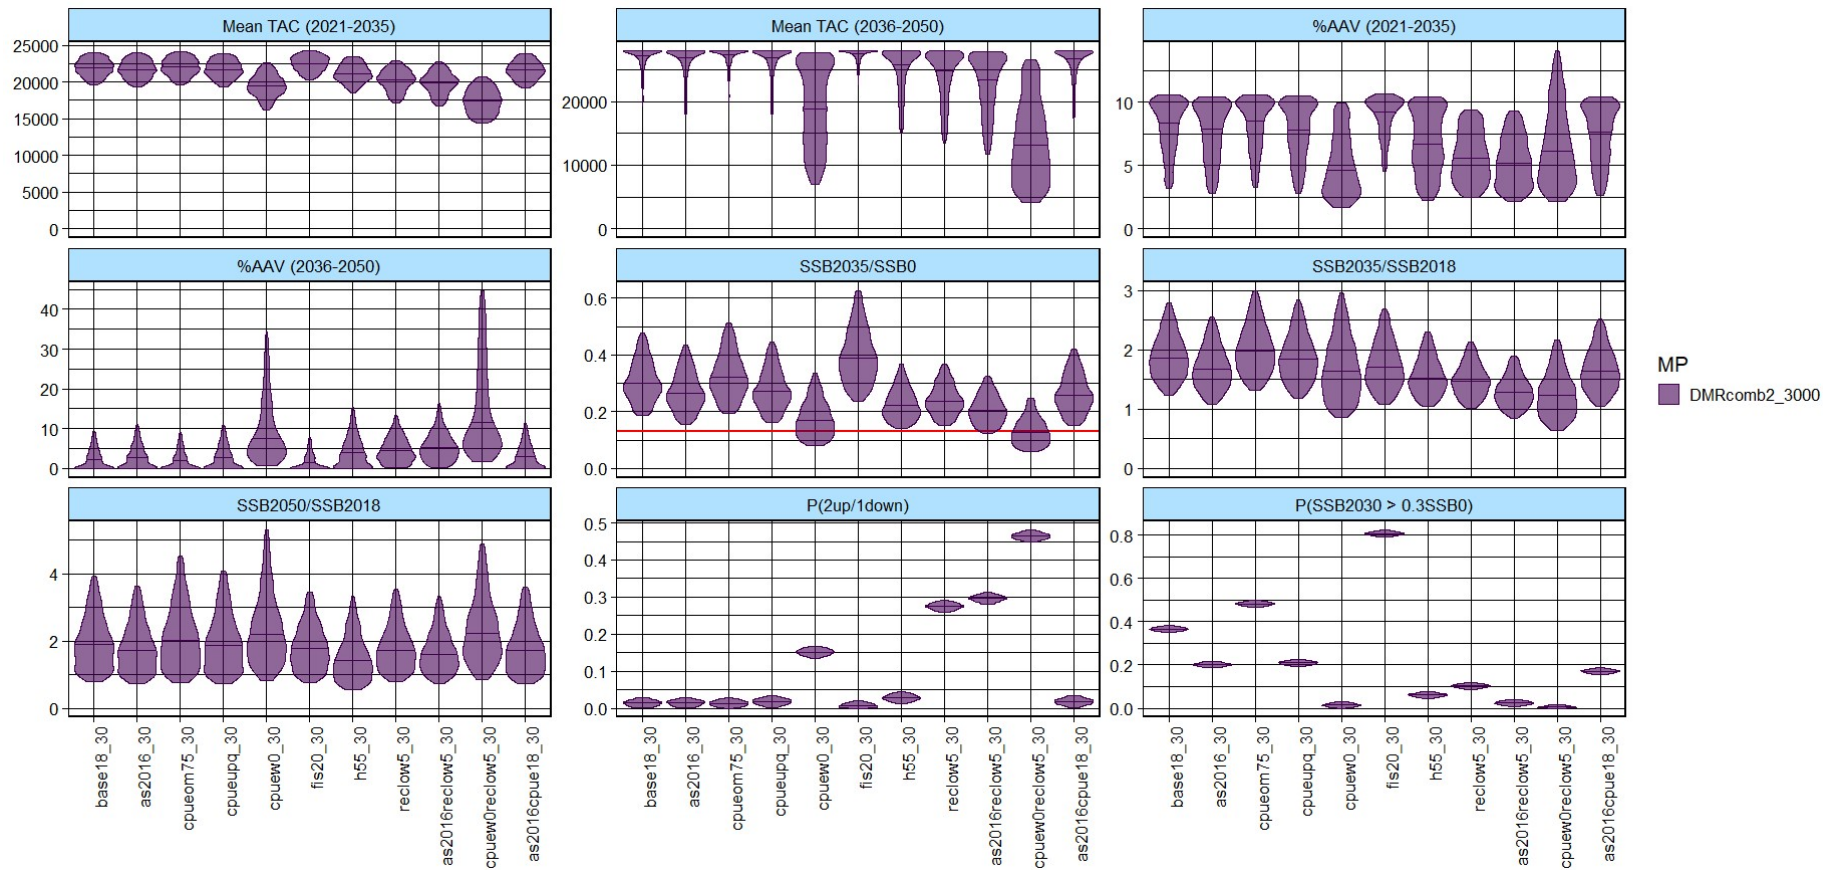 Mean TAC (2021-2035)
Mean TAC (2036-2050)
%AAV (2021-2035)
25000
20000
15000
10000
5000
0
20000
10000
0
10
5
0
%AAV (2036-2050)
SSB2035/SSB0
SSB2035/SSB2018
40
30
20
10
0
0.6
0.4
0.2
0.0
3
2
1
0
MP
DMRcomb2_3000
SSB2050/SSB2018
P(2up/1down)
P(SSB2030 > 0.3SSB0)
4
2
0
0.5
0.4
0.3
0.2
0.1
0.0
0.8
0.6
0.4
0.2
0.0
base18_30
as2016_30
cpueom75_30
cpueupq_30
cpuew0_30
fis20_30
h55_30
reclow5_30
as2016reclow5_30
cpuew0reclow5_30
as2016cpue18_30
base18_30
as2016_30
cpueom75_30
cpueupq_30
cpuew0_30
fis20_30
h55_30
reclow5_30
as2016reclow5_30
cpuew0reclow5_30
as2016cpue18_30
base18_30
as2016_30
cpueom75_30
cpueupq_30
cpuew0_30
fis20_30
h55_30
reclow5_30
as2016reclow5_30
cpuew0reclow5_30
as2016cpue18_30